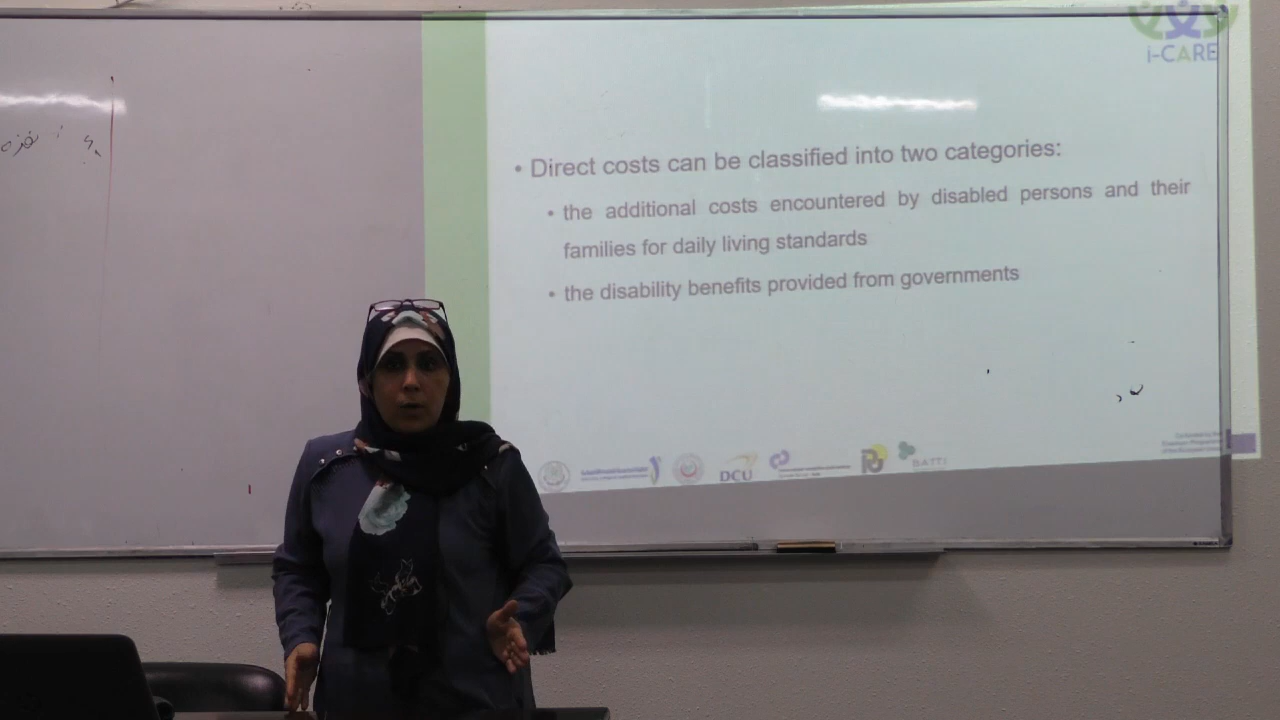 i-CARE
• Direct costs can be classified into two categories:
• the additional costs encountered by disabled persons and their
families for daily living standards
• the disability benefits provided from governments
DCU
BATTI